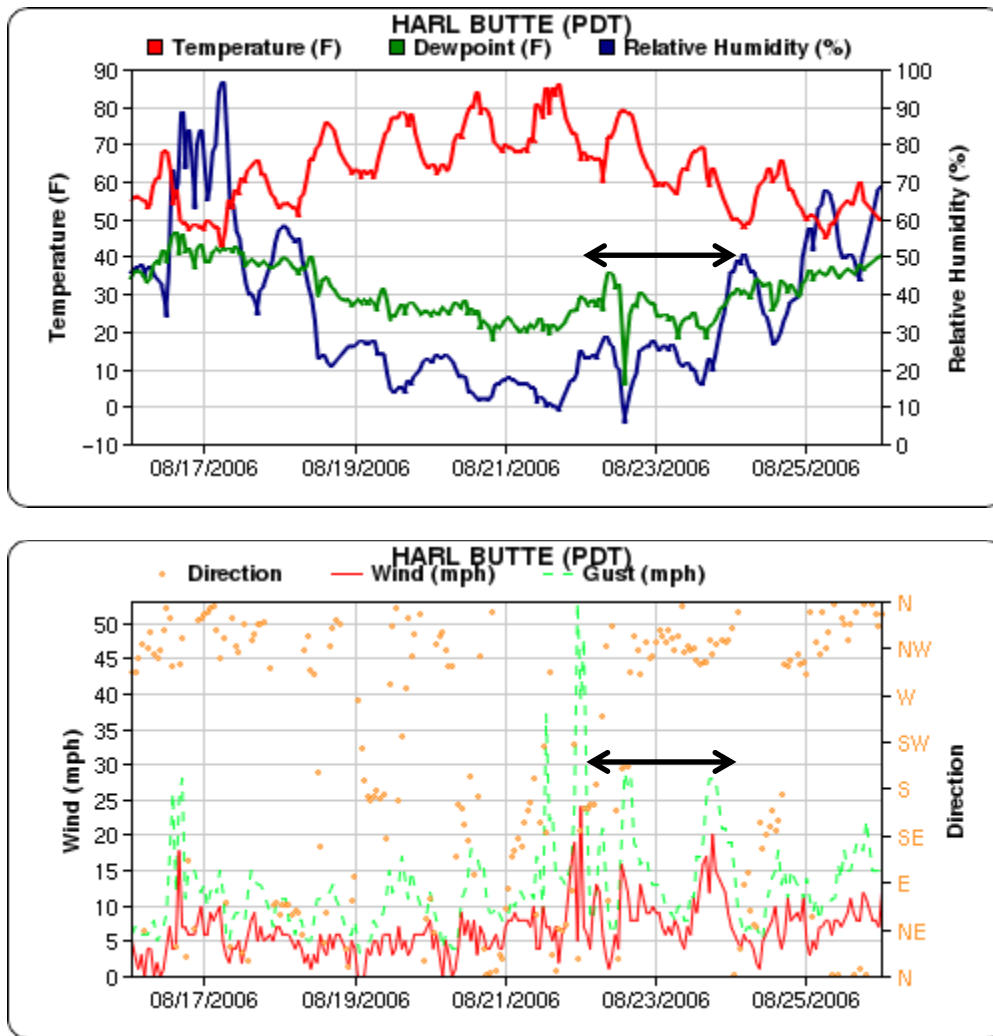 HARL BUTTE (PDT)
Temperature (F) Dewpoint (F) Relative Humidity (%)
90 100
80 90
70 80
60 70
50 60
40 50
30 40
20 30
10 20
0 10
-10 0
Temperature (F)
Relative Humidity (%)
08/17/2006 08/19/2006 08/21/2006 08/23/2006 08/25/2006
HARL BUTTE (PDT)
Direction Wind (mph) Gust (mph)
N
50
45 NW
40 W
35
SW
30
S
25
20 SE
15
E
10
5 NE
0 N
Wind (mph)
Direction
08/17/2006 08/19/2006 08/21/2006 08/23/2006 08/25/2006